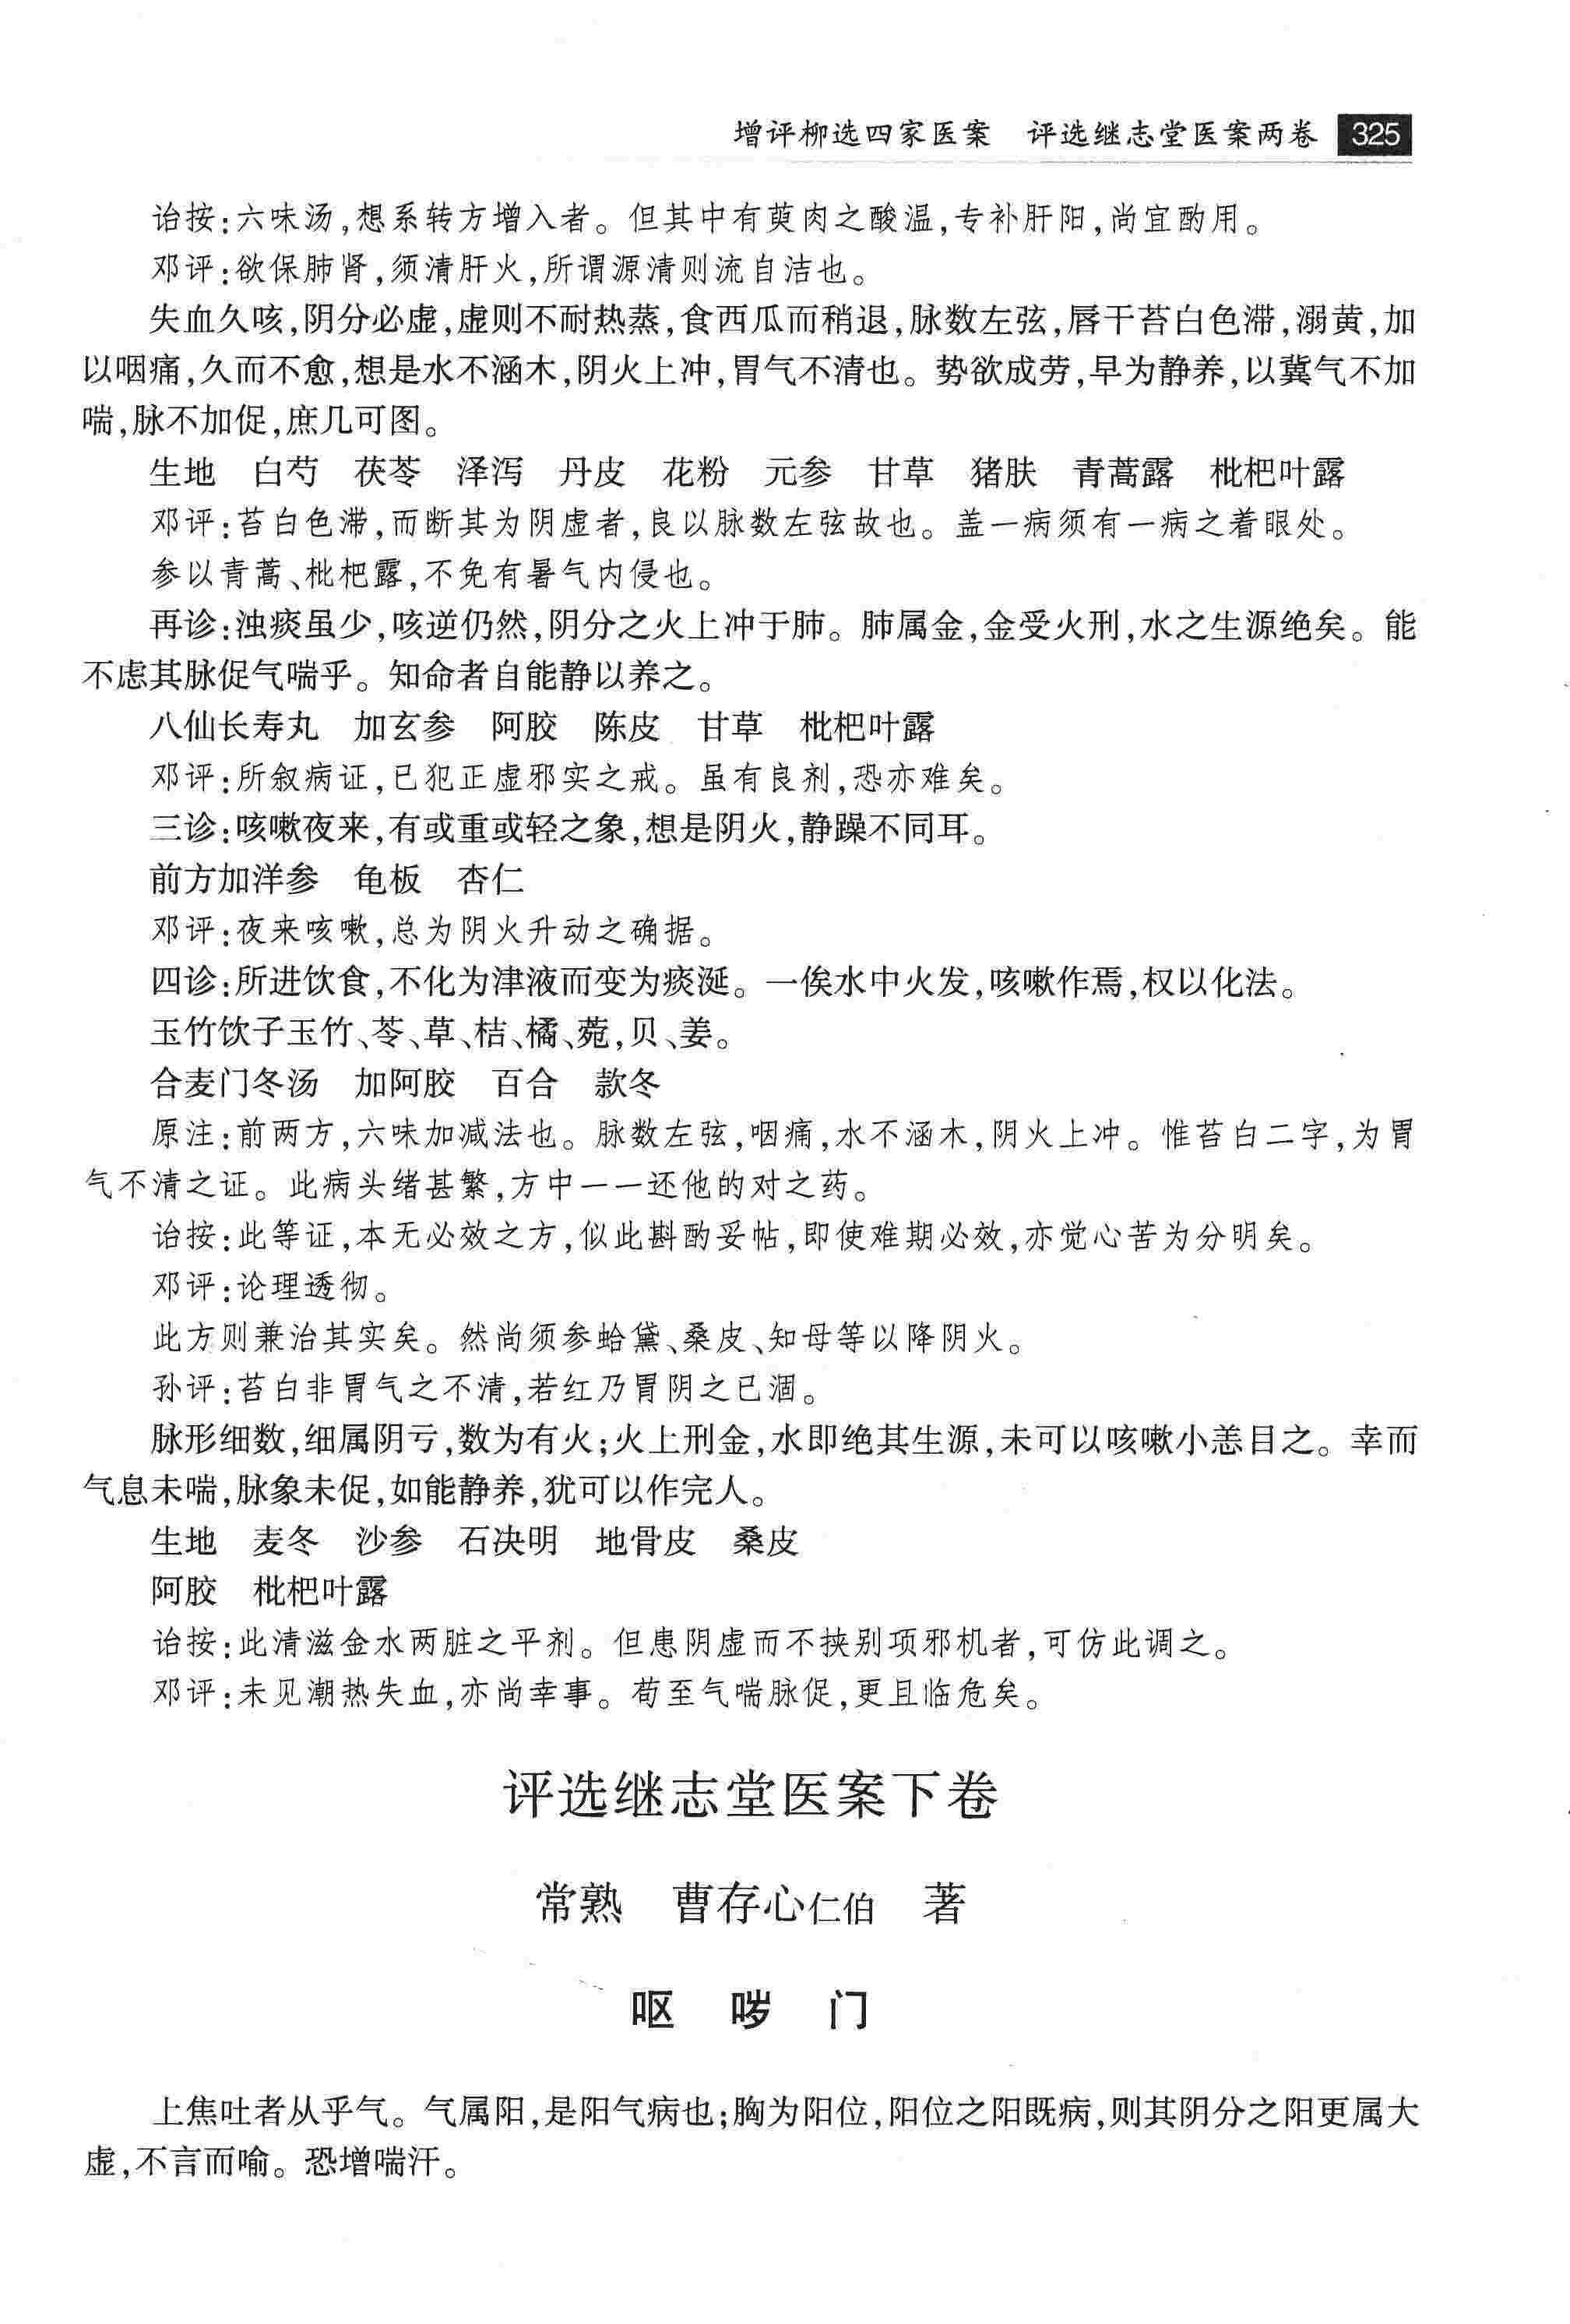 增评柳选四家医案　评选继志堂医案两卷 325
诒按:六味汤,想系转方增入者。但其中有萸肉之酸温,专补肝阳,尚宜酌用。
邓评:欲保肺肾,须清肝火,所谓源清则流自洁也。
失血久咳,阴分必虚,虚则不耐热蒸,食西瓜而稍退,脉数左弦,唇干苔白色滞,溺黄,加
以咽痛,久而不愈,想是水不涵木,阴火上冲,胃气不清也。势欲成劳,早为静养,以冀气不加
喘,脉不加促,庶几可图。
生地　白芍　茯苓　泽泻　丹皮　花粉　元参　甘草　猪肤　青蒿露　枇杷叶露
邓评:苔白色滞,而断其为阴虚者,良以脉数左弦故也。盖一病须有一病之着眼处。
参以青蒿、枇杷露,不免有暑气内侵也。
再诊:浊痰虽少,咳逆仍然,阴分之火上冲于肺。肺属金,金受火刑,水之生源绝矣。能
不虑其脉促气喘乎。知命者自能静以养之。
八仙长寿丸　加玄参　阿胶　陈皮　甘草　枇杷叶露
邓评:所叙病证,已犯正虚邪实之戒。虽有良剂,恐亦难矣。
三诊:咳嗽夜来,有或重或轻之象,想是阴火,静躁不同耳。
前方加洋参　龟板　杏仁
邓评:夜来咳嗽,总为阴火升动之确据。
四诊:所进饮食,不化为津液而变为痰涎。一俟水中火发,咳嗽作焉,权以化法。
玉竹饮子玉竹、苓、草、桔、橘、菀,贝、姜。
合麦门冬汤　加阿胶　百合　款冬
原注:前两方,六味加减法也。脉数左弦,咽痛,水不涵木,阴火上冲。惟苔白二字,为胃
气不清之证。此病头绪甚繁,方中一一还他的对之药。
诒按:此等证,本无必效之方,似此斟酌妥帖,即使难期必效,亦觉心苦为分明矣。
邓评:论理透彻。
此方则兼治其实矣。然尚须参蛤黛、桑皮、知母等以降阴火。
孙评:苔白非胃气之不清,若红乃胃阴之已涸。
脉形细数,细属阴亏,数为有火;火上刑金,水即绝其生源,未可以咳嗽小恙目之。幸而
气息未喘,脉象未促,如能静养,犹可以作完人。
生地　麦冬　沙参　石决明　地骨皮　桑皮
阿胶　枇杷叶露
诒按:此清滋金水两脏之平剂。但患阴虚而不挟别项邪机者,可仿此调之。
邓评:未见潮热失血,亦尚幸事。苟至气喘脉促,更且临危矣。
评选继志堂医案下卷
常熟　曹存心仁伯　著
呕　哕　门
上焦吐者从乎气。气属阳,是阳气病也;胸为阳位,阳位之阳既病,则其阴分之阳更属大
虚,不言而喻。恐增喘汗。